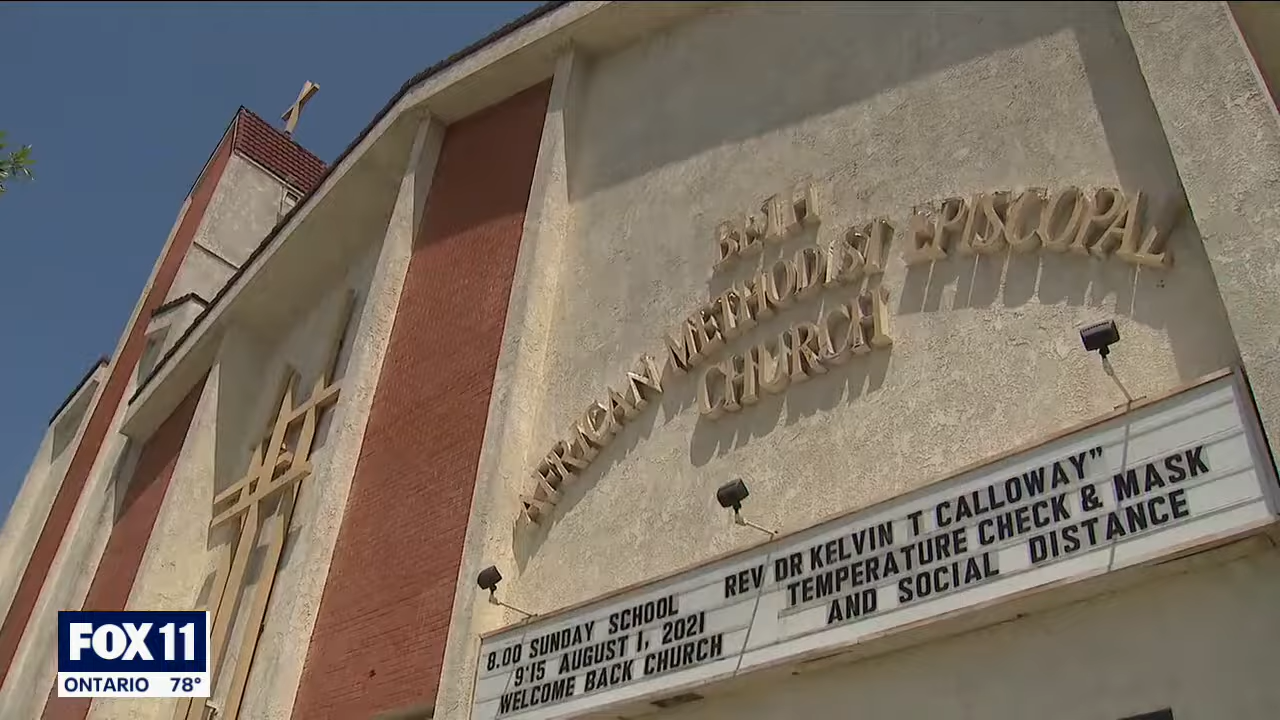 BETH
AFRICAN METHODIST EPISCOPAL
CHURCH
REV DR KELVIN T CALLOWAY"
8.00 SUNDAY SCHOOL TEMPERATURE CHECK & MASK
9:15 AUGUST 1, 2021 AND SOCIAL DISTANCE
WELCOME BACK CHURCH
FOX 11
ONTARIO 78°